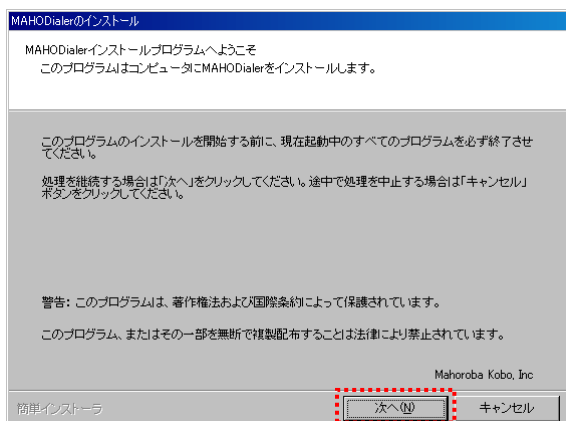 MAHODialerのインストール
MAHODialerインストールプログラムへようこそ
このプログラムはコンピュータにMAHODialerをインストールします。
このプログラムのインストールを開始する前に、現在起動中のすべてのプログラムを必ず終了させ
てください。
処理を継続する場合は「次へ」をクリックしてください。途中で処理を中止する場合は「キャンセル」
ボタンをクリックしてください。
警告: このプログラムは、著作権法および国際条約によって保護されています。
このプログラム、またはその一部を無断で複製配布することは法律により禁止されています。
Mahoroba Kobo, Inc
簡単インストーラ
次へ(N)
キャンセル